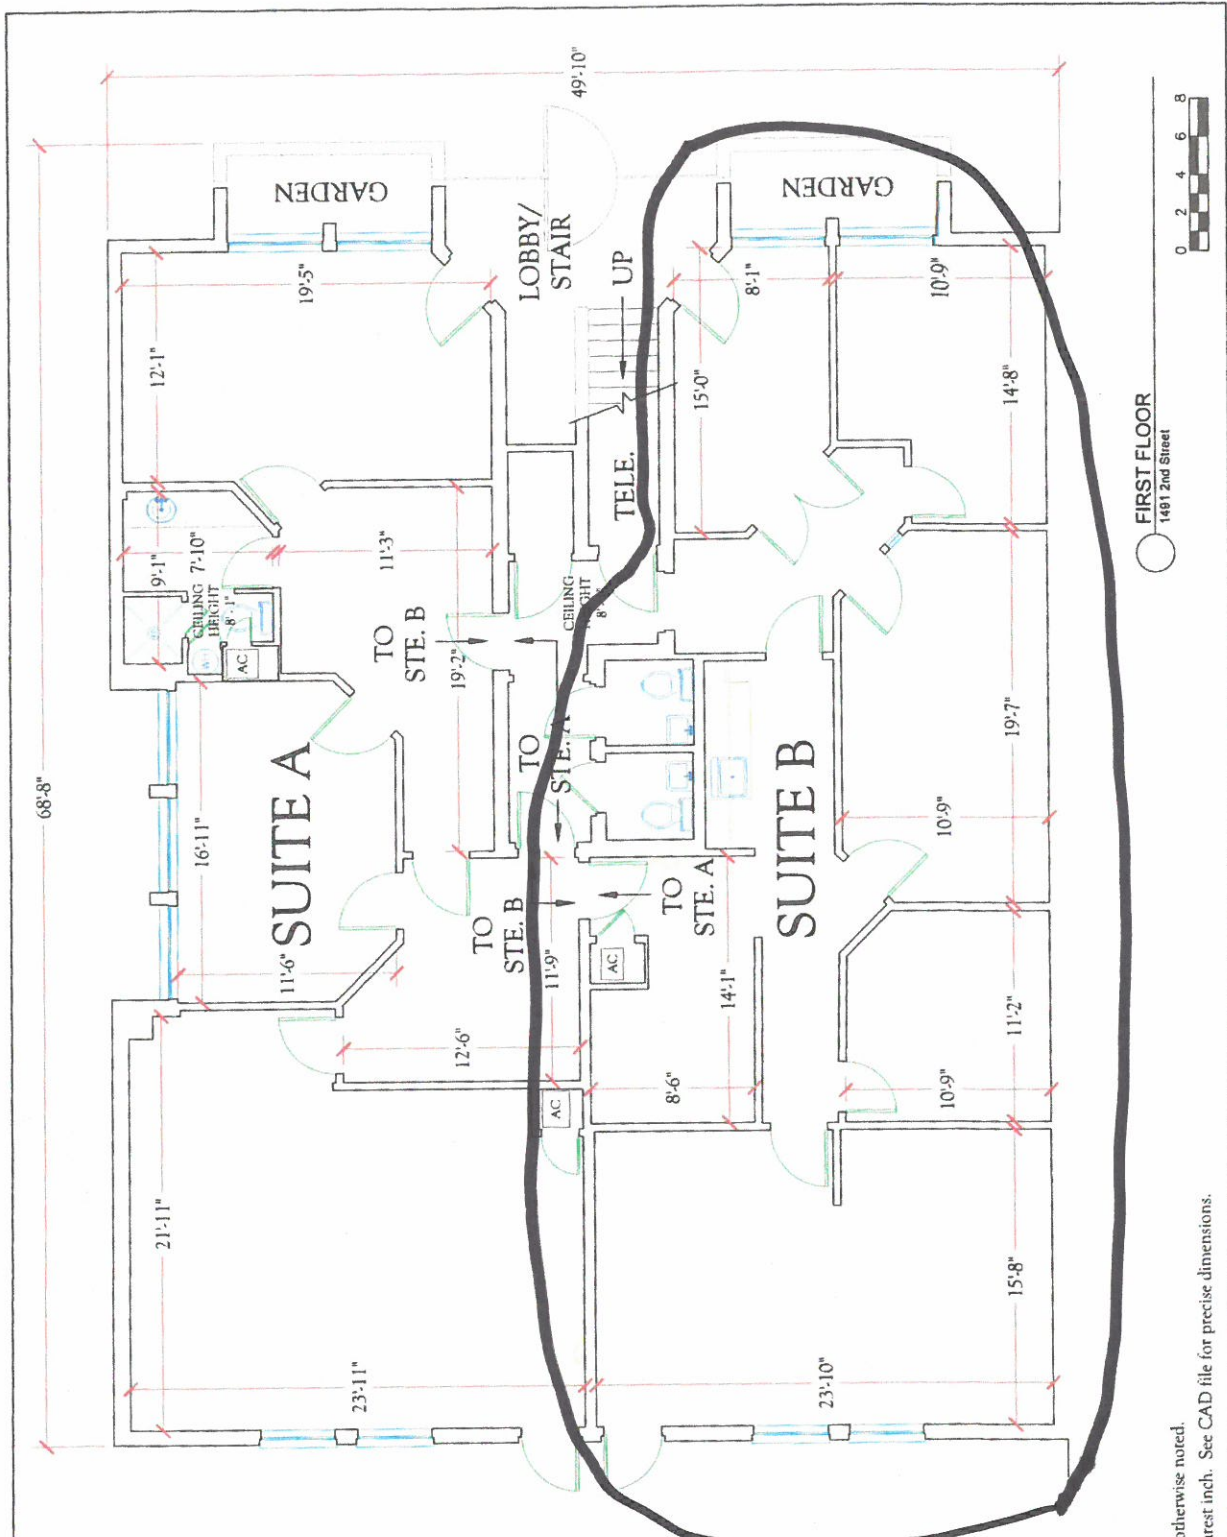 49'-10"
68'-8"
GARDEN
19'-5"
12'-1"
LOBBY/
STAIR
UP
TELE.
9'-1"
7'-10"
CEILING
HEIGHT
8'-1"
AC
11'-3"
TO
STE. B
19'-2"
CEILING
TO
STE. A
SUITE A
16'-11"
11'-6"
TO
STE. B
11'-9"
12'-6"
AC
21'-11"
23'-11"
GARDEN
8'-1"
10'-9"
15'-0"
14'-8"
SUITE B
19'-7"
10'-9"
TO
STE. A
AC
14'-1"
8'-6"
11'-2"
10'-9"
15'-8"
23'-10"
FIRST FLOOR
1491 2nd Street
0 2 4 6 8
otherwise noted.
rest inch. See CAD file for precise dimensions.